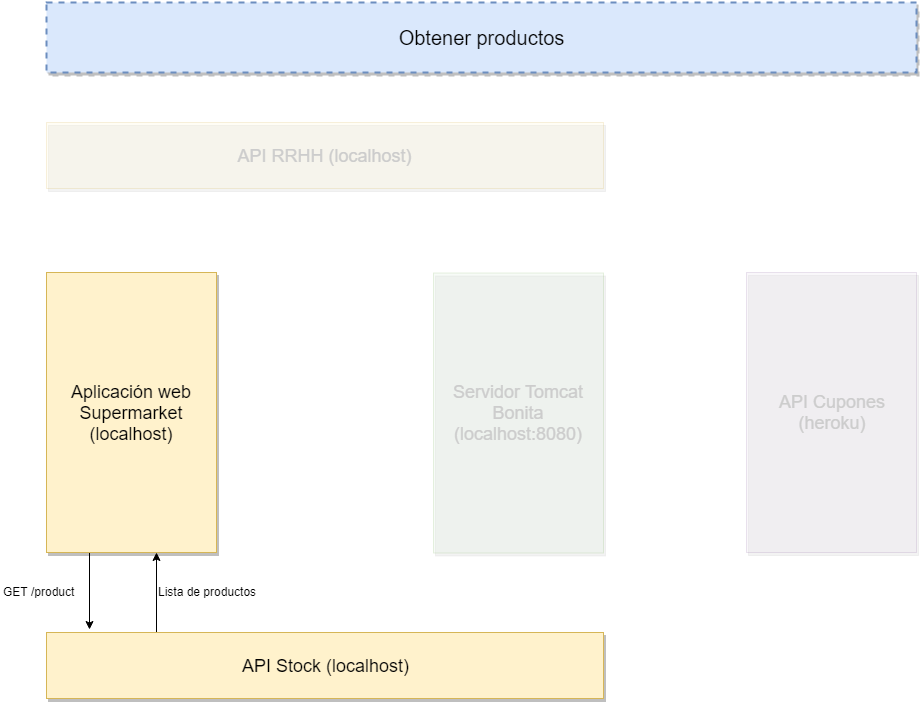 Obtener productos
API RRHH (localhost)
Aplicación web
Supermarket
(localhost)
Servidor Tomcat
Bonita
(localhost:8080)
API Cupones
(heroku)
GET /product
Lista de productos
API Stock (localhost)